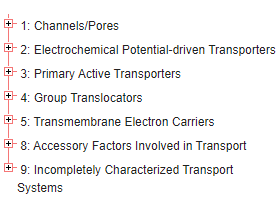 1: Channels/Pores
2: Electrochemical Potential-driven Transporters
3: Primary Active Transporters
4: Group Translocators
5: Transmembrane Electron Carriers
8: Accessory Factors Involved in Transport
9: Incompletely Characterized Transport
Systems